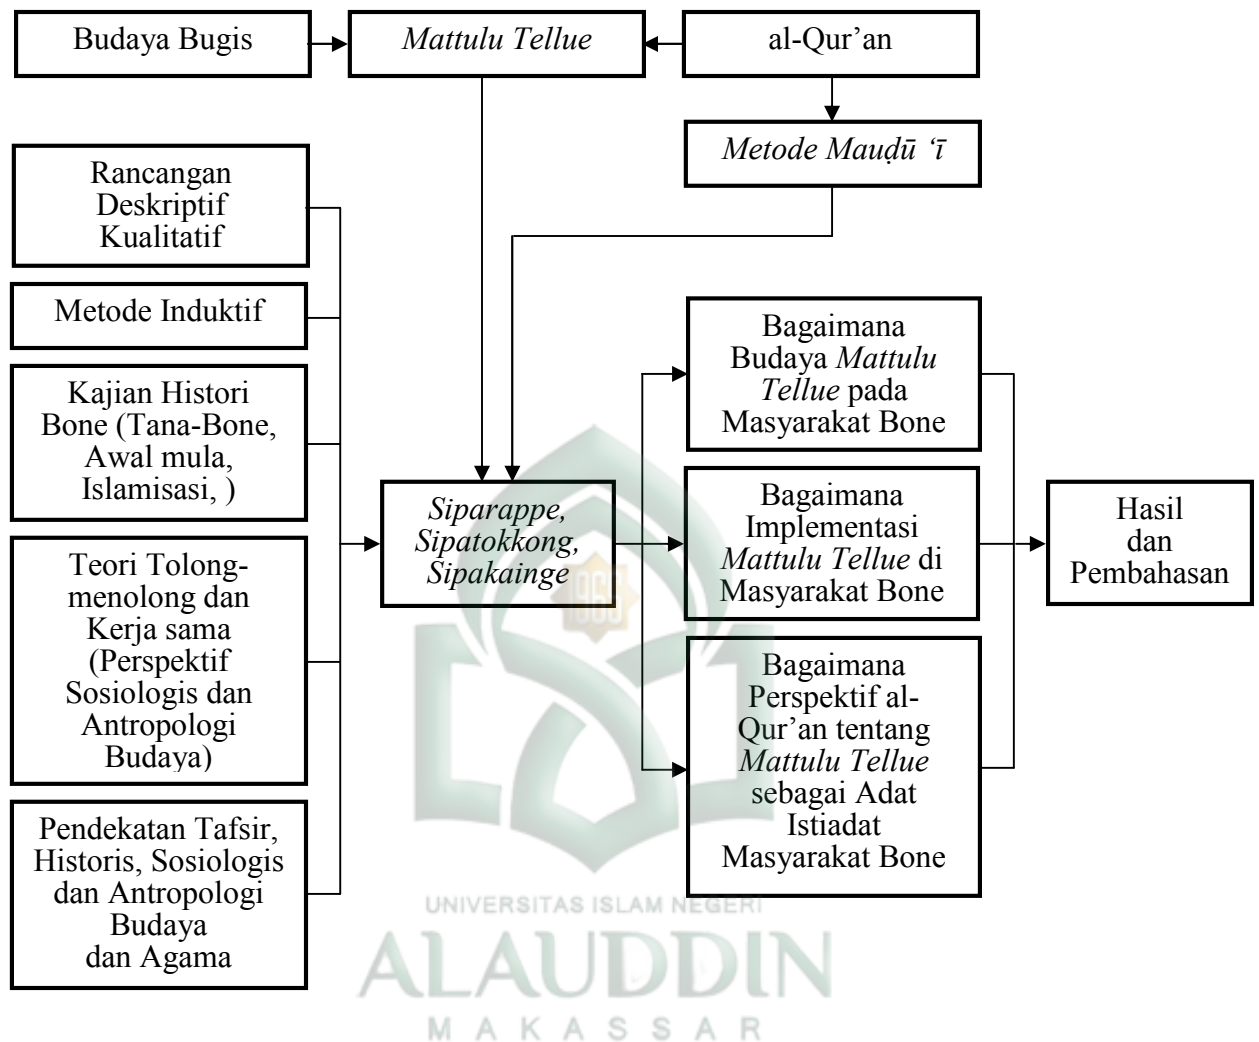 Budaya Bugis
Mattulu Tellue
al-Qur’an
Metode Mauḍū ‘ī
Rancangan
Deskriptif
Kualitatif
Metode Induktif
Kajian Histori
Bone (Tana-Bone,
Awal mula,
Islamisasi, )
Teori Tolong-
menolong dan
Kerja sama
(Perspektif
Sosiologis dan
Antropologi
Budaya)
Pendekatan Tafsir,
Historis, Sosiologis
dan Antropologi
Budaya
dan Agama
Siparappe,
Sipatokkong,
Sipakainge
Bagaimana
Budaya Mattulu
Tellue pada
Masyarakat Bone
Bagaimana
Implementasi
Mattulu Tellue di
Masyarakat Bone
Bagaimana
Perspektif al-
Qur’an tentang
Mattulu Tellue
sebagai Adat
Istiadat
Masyarakat Bone
Hasil
dan
Pembahasan
1965
UNIVERSITAS ISLAM NEGERI
ALAUDDIN
MAKASSAR